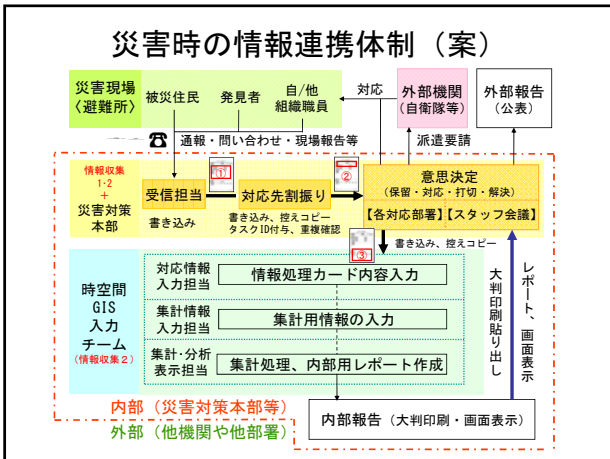 災害時の情報連携体制（案）
災害現場
〈避難所〉
被災住民
発見者
自/他
組織職員
対応
外部機関
(自衛隊等)
外部報告
(公表)
通報・問い合わせ・現場報告等
派遣要請
情報収集
1・2
+
災害対策
本部
受信担当
書き込み
①
対応先割振り
書き込み、控えコピー
タスクID付与、重複確認
②
意思決定
(保留・対応・打切・解決)
【各対応部署】
【スタッフ会議】
③
書き込み、控えコピー
時空間
GIS
入力
チーム
(情報収集２)
対応情報
入力担当
情報処理カード内容入力
集計情報
入力担当
集計用情報の入力
集計・分析
表示担当
集計処理、内部用レポート作成
大判印刷貼り出し
レポート、画面表示
内部（災害対策本部等）
外部（他機関や他部署）
内部報告（大判印刷・画面表示）